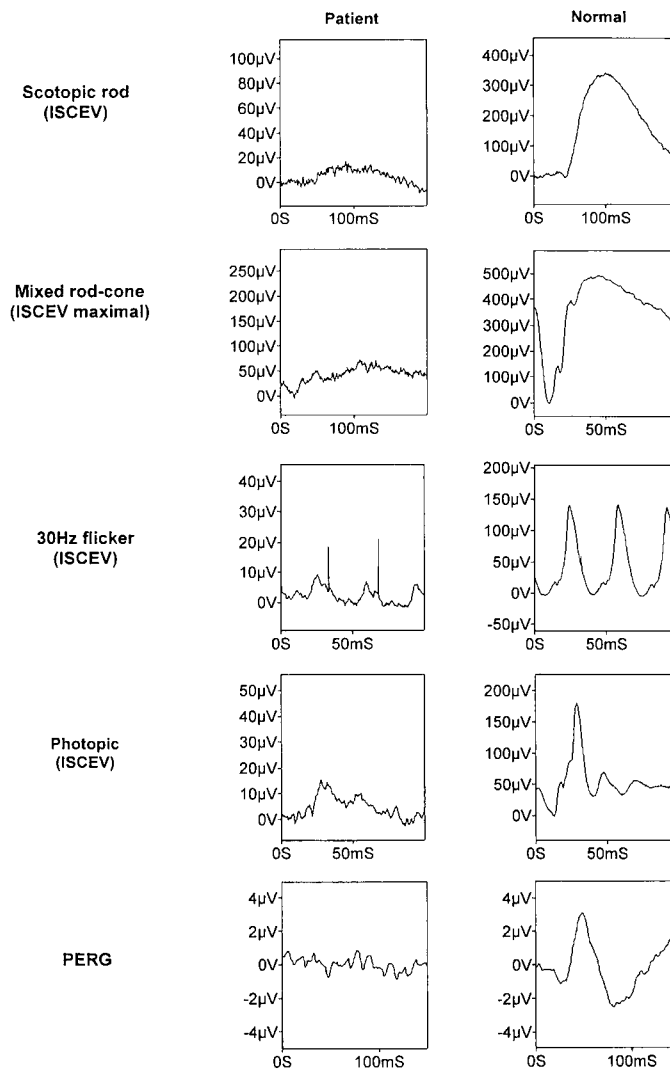 Patient
Normal
Scotopic rod
(ISCEV)
100µV
80µV
60µV
40µV
20µV
0V
0S
100mS
400µV
300µV
200µV
100µV
0V
0S
100mS
Mixed rod-cone
(ISCEV maximal)
250µV
200µV
150µV
100µV
50µV
0V
0S
100mS
500µV
400µV
300µV
400µV
100µV
0V
0S
50mS
30Hz flicker
(ISCEV)
40µV
30µV
20µV
10µV
0V
0S
50mS
200µV
150µV
100µV
50µV
0V
-50µV
0S
50mS
Photopic
(ISCEV)
50µV
40µV
30µV
20µV
10µV
0V
0S
50mS
200µV
150µV
100µV
50µV
0V
0S
50mS
PERG
4µV
2µV
0V
-2µV
-4µV
0S
100mS
4µV
2µV
0V
-2µV
-4µV
0S
100mS